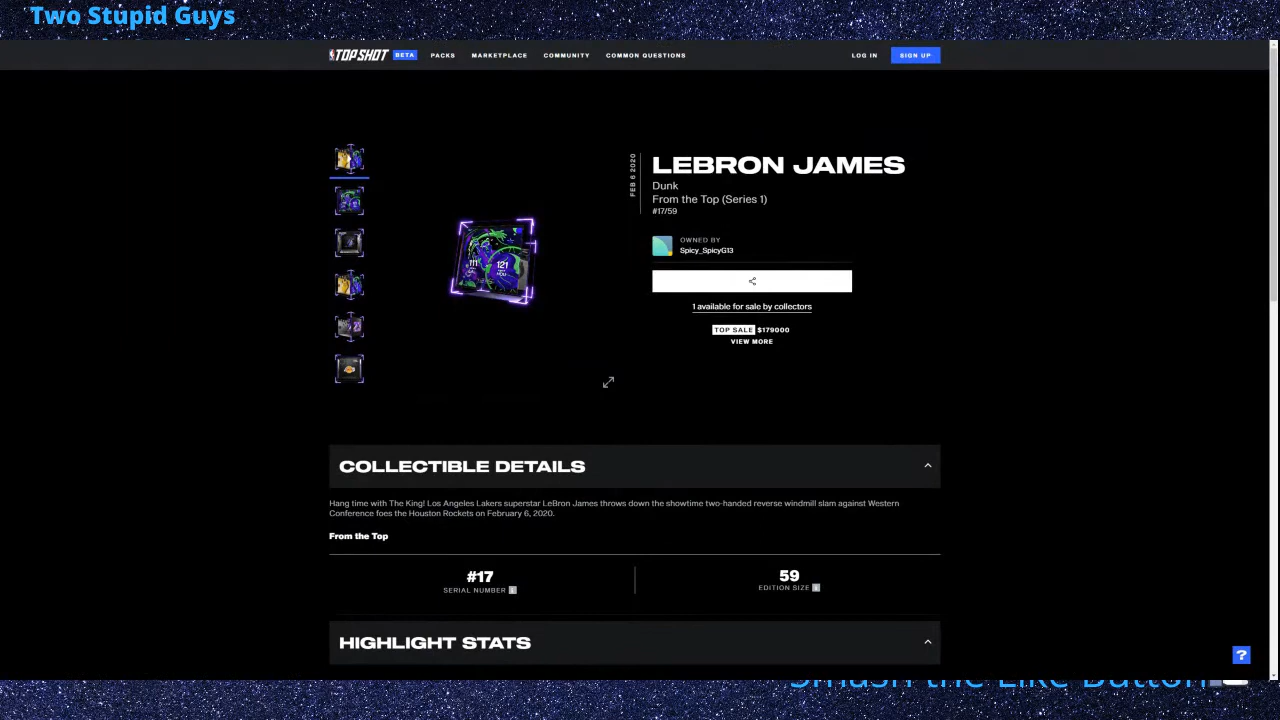 Two Stupid Guys
TOP SHOT BETA PACKS MARKETPLACE COMMUNITY COMMON QUESTIONS LOG IN SIGN UP
FEB 6 2020
LEBRON JAMES
Dunk
From the Top (Series 1)
#17/59
OWNED BY
Spicy_SpicyG13
1 available for sale by collectors
TOP SALE $179000
VIEW MORE
111 121
COLLECTIBLE DETAILS
Hang time with The King! Los Angeles Lakers superstar LeBron James throws down the showtime two-handed reverse windmill slam against Western
Conference foes the Houston Rockets on February 6, 2020.
From the Top
#17 59
SERIAL NUMBER EDITION SIZE
HIGHLIGHT STATS
?
Smash the Like Button